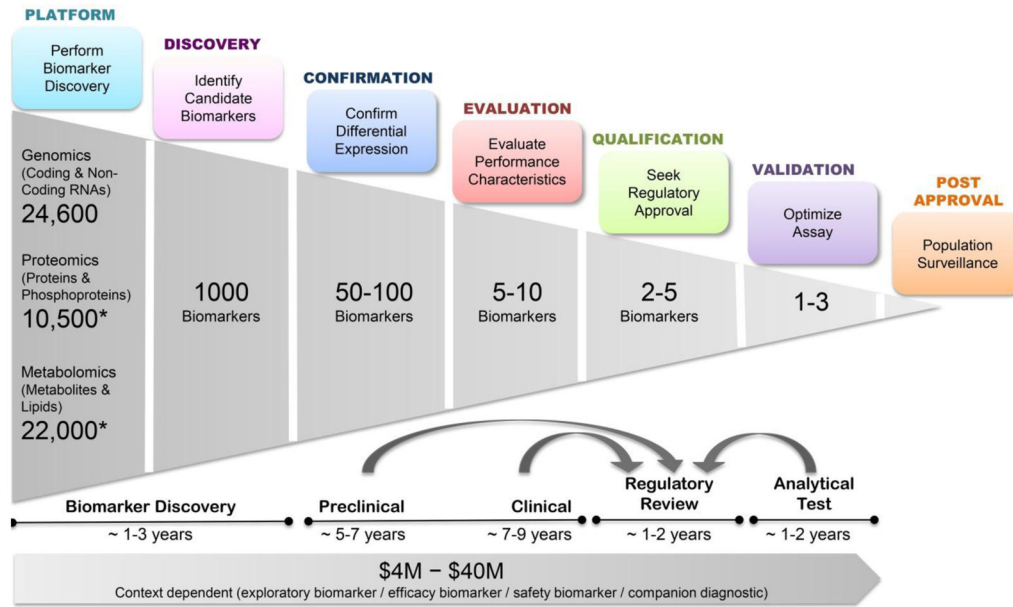 PLATFORM
Perform
Biomarker
Discovery
DISCOVERY
Identify
Candidate
Biomarkers
CONFIRMATION
Confirm
Differential
Expression
EVALUATION
Evaluate
Performance
Characteristics
QUALIFICATION
Seek
Regulatory
Approval
VALIDATION
Optimize
Assay
POST
APPROVAL
Population
Surveillance
Genomics
(Coding & Non-
Coding RNAs)
24,600
Proteomics
(Proteins &
Phosphoproteins)
10,500*
Metabolomics
(Metabolites &
Lipids)
22,000*
1000
Biomarkers
50-100
Biomarkers
5-10
Biomarkers
2-5
Biomarkers
1-3
Biomarker Discovery
~ 1-3 years
Preclinical
~ 5-7 years
Clinical
~ 7-9 years
Regulatory
Review
~ 1-2 years
Analytical
Test
~ 1-2 years
$4M – $40M
Context dependent (exploratory biomarker / efficacy biomarker / safety biomarker / companion diagnostic)